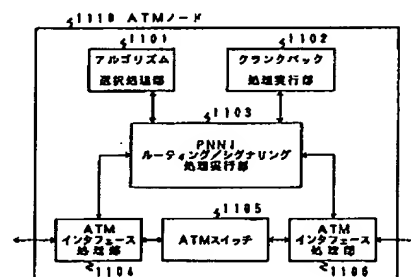 1110 ATMノード
1101
1102
アルゴリズム
選択処理部
クランクバック
処理実行部
1103
PNNI
ルーティング/シグナリング
処理実行部
1105
ATM
インタフェース
処理部
ATMスイッチ
ATM
インタフェース
処理部
1104
1106